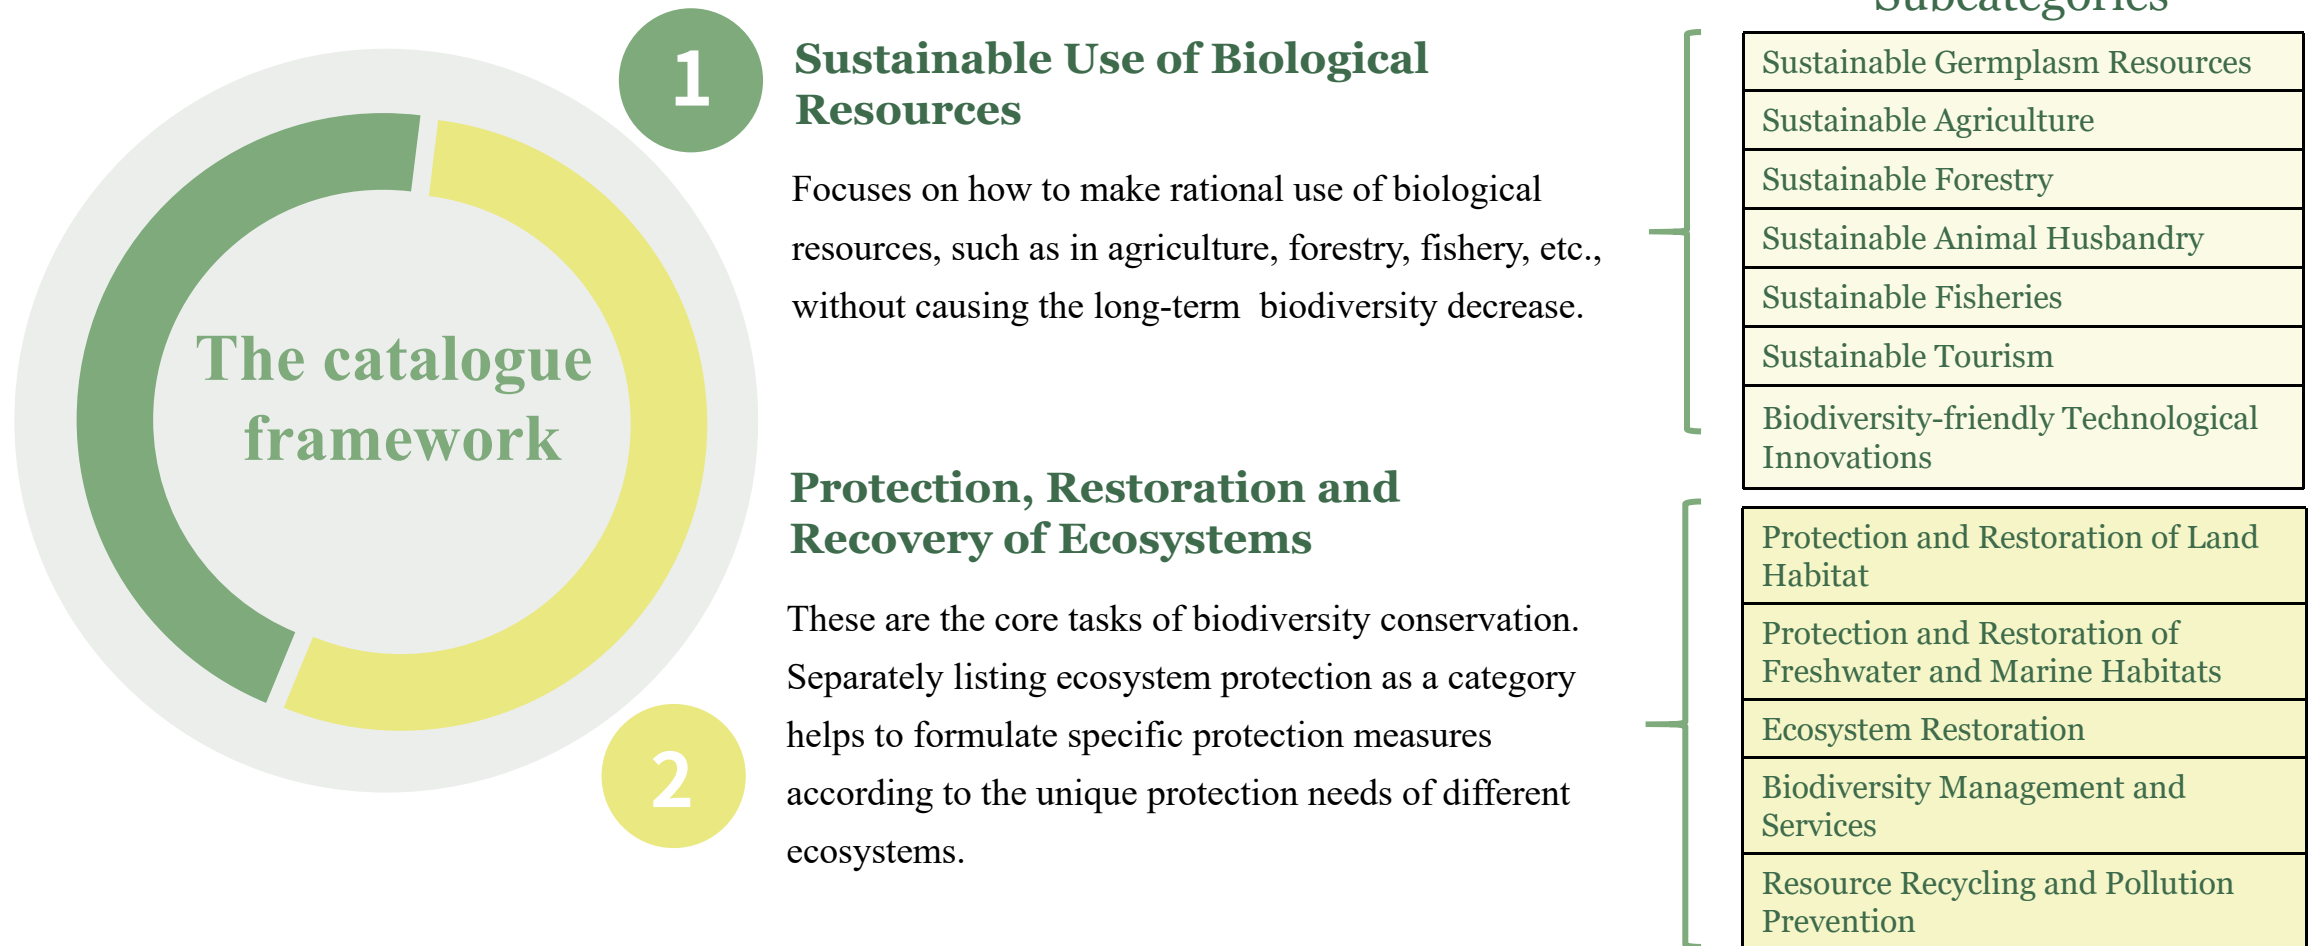 Subcategories
1
Sustainable Use of Biological
Resources
Focuses on how to make rational use of biological
resources, such as in agriculture, forestry, fishery, etc.,
without causing the long-term biodiversity decrease.
The catalogue
framework
2
Protection, Restoration and
Recovery of Ecosystems
These are the core tasks of biodiversity conservation.
Separately listing ecosystem protection as a category
helps to formulate specific protection measures
according to the unique protection needs of different
ecosystems.
Sustainable Germplasm Resources
Sustainable Agriculture
Sustainable Forestry
Sustainable Animal Husbandry
Sustainable Fisheries
Sustainable Tourism
Biodiversity-friendly Technological
Innovations
Protection and Restoration of Land
Habitat
Protection and Restoration of
Freshwater and Marine Habitats
Ecosystem Restoration
Biodiversity Management and
Services
Resource Recycling and Pollution
Prevention